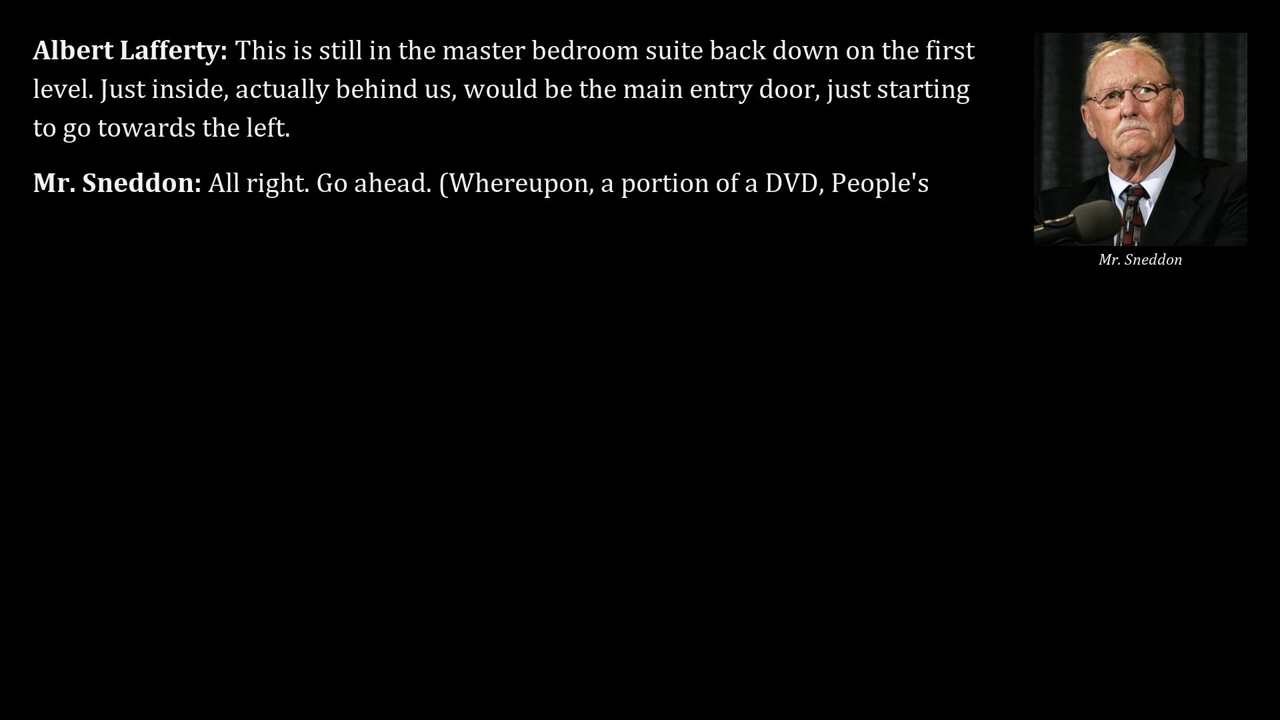 Albert Lafferty: This is still in the master bedroom suite back down on the first
level. Just inside, actually behind us, would be the main entry door, just starting
to go towards the left.
Mr. Sneddon: All right. Go ahead. (Whereupon, a portion of a DVD, People's
Mr. Sneddon